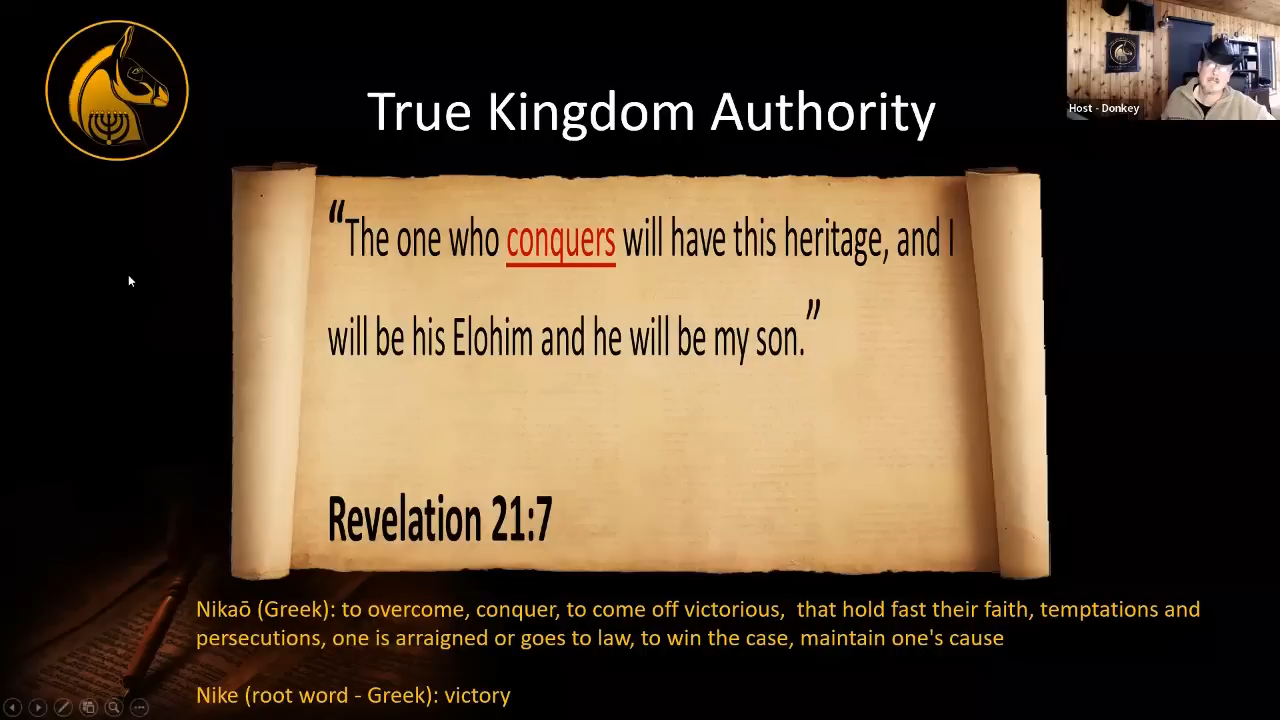 True Kingdom Authority
Host - Donkey
“The one who conquers will have this heritage, and I
will be his Elohim and he will be my son.”
Revelation 21:7
Nikaō (Greek): to overcome, conquer, to come off victorious,  that hold fast their faith, temptations and
persecutions, one is arraigned or goes to law, to win the case, maintain one's cause
Nike (root word - Greek): victory